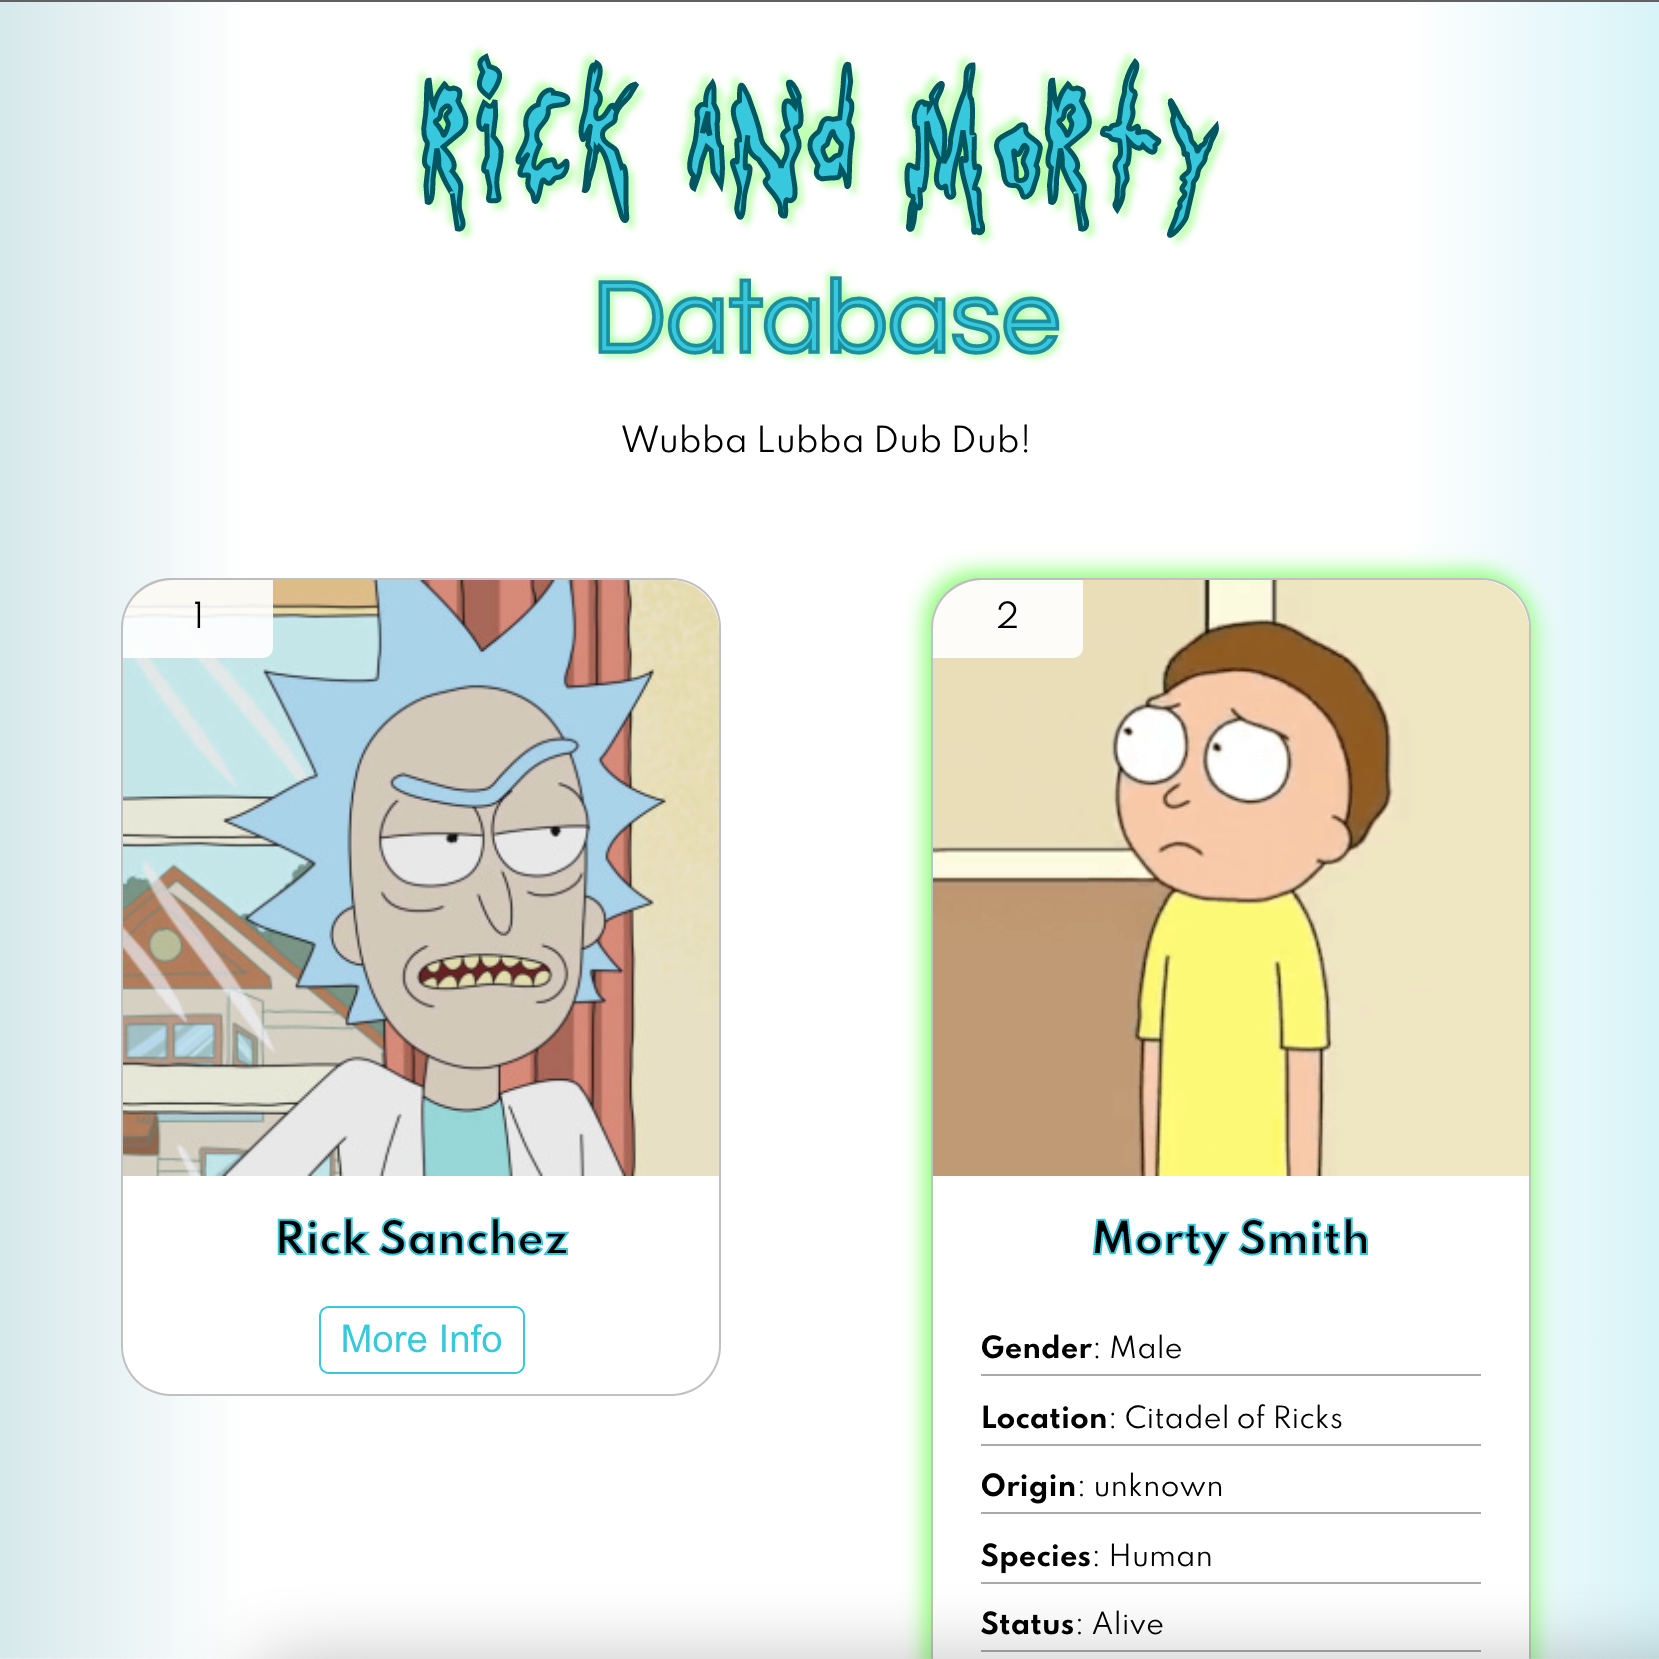 Rick and Morty
Database
Wubba Lubba Dub Dub!
1
Rick Sanchez
More Info
2
Morty Smith
Gender: Male
Location: Citadel of Ricks
Origin: unknown
Species: Human
Status: Alive